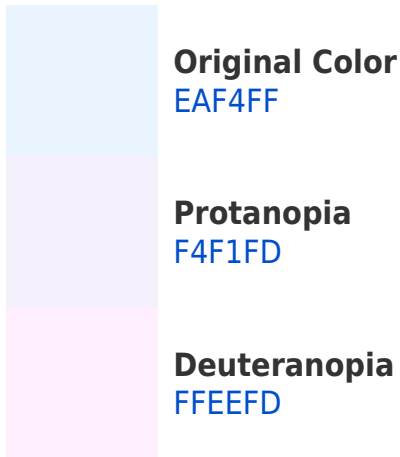 Original Color
EAF4FF
Protanopia
F4F1FD
Deuteranopia
FFEEFD